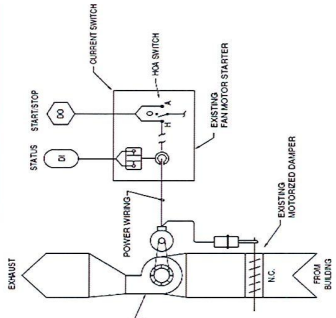 EXHAUST
STATUS
DI
START/STOP
DO
CURRENT SWITCH
HOA SWITCH
O
H
A
POWER WIRING
EXISTING
FAN MOTOR STARTER
EXISTING
MOTORIZED DAMPER
N.C.
FROM
BUILDING